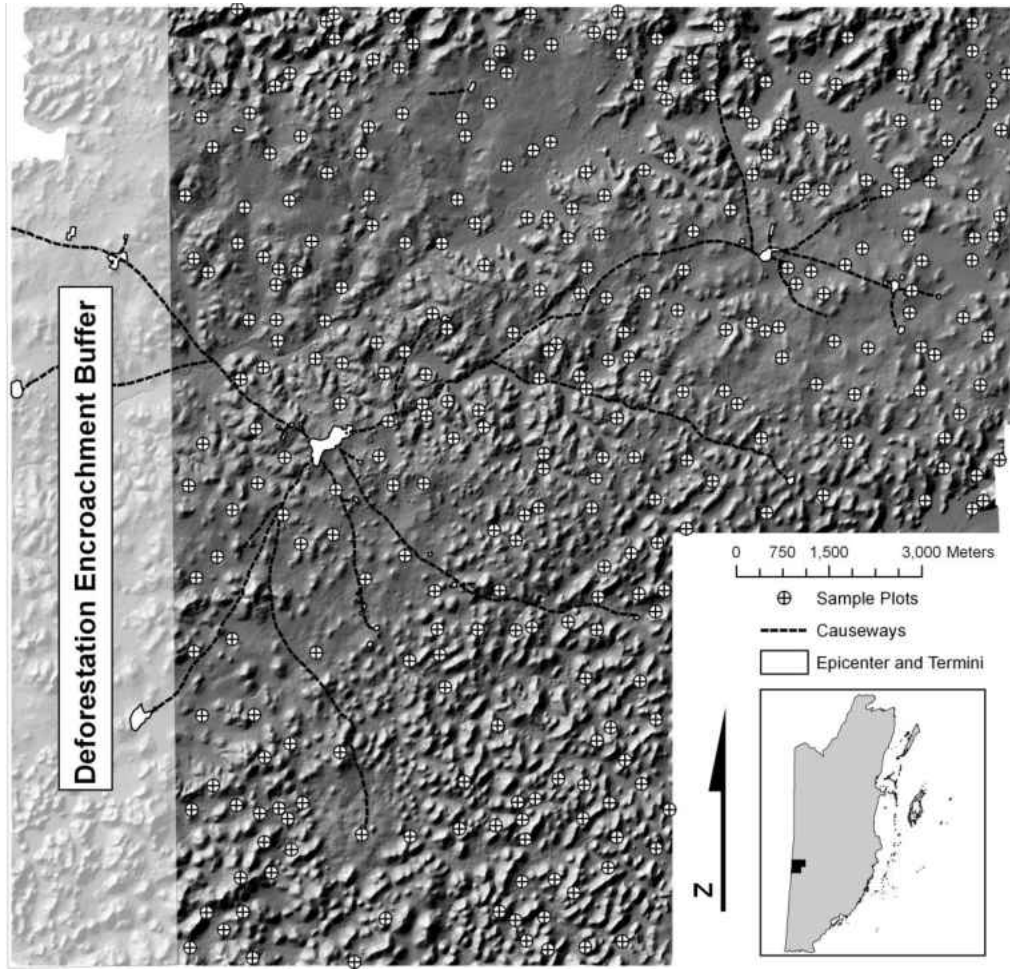 Deforestation Encroachment Buffer
0 750 1,500 3,000 Meters
Sample Plots
Causeways
Epicenter and Termini
N